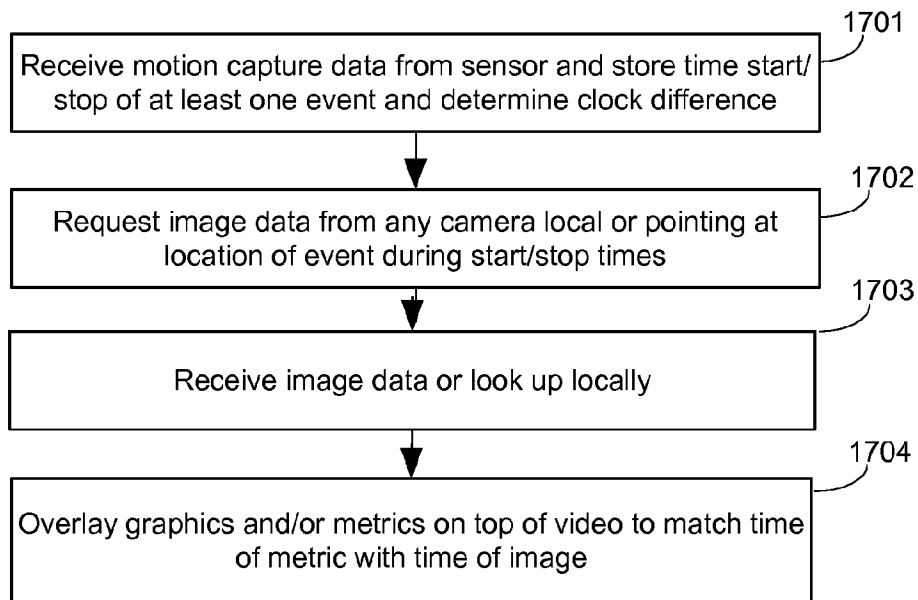 1701
Receive motion capture data from sensor and store time start/
stop of at least one event and determine clock difference
1702
Request image data from any camera local or pointing at
location of event during start/stop times
1703
Receive image data or look up locally
1704
Overlay graphics and/or metrics on top of video to match time
of metric with time of image